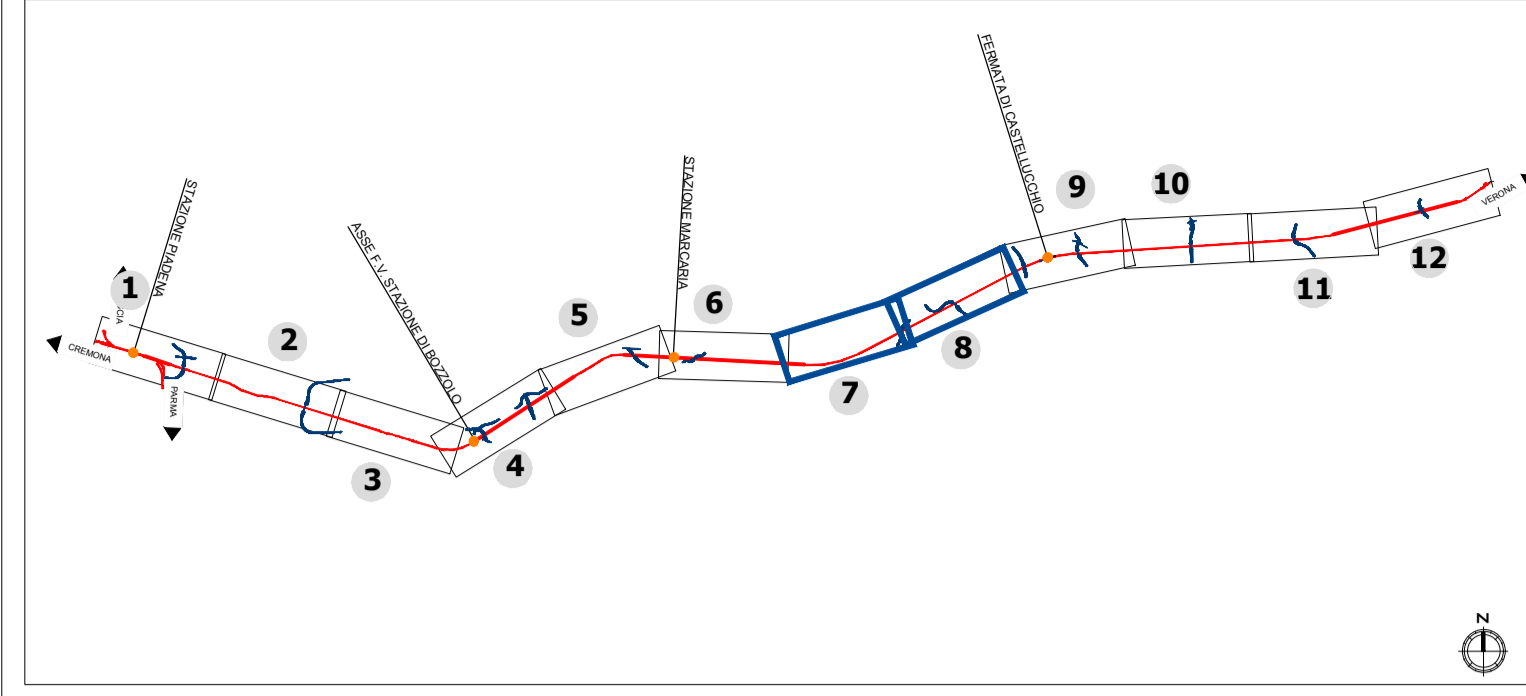 FERMATA DI CASTELLUCCHIO
STAZIONE MARCARIA
STAZIONE PIADENA
ASSE F.V. STAZIONE DI BOZZOLO
9
10
VERONA
12
11
1
CREMONA
PARMA
2
5
6
8
7
3
4
N